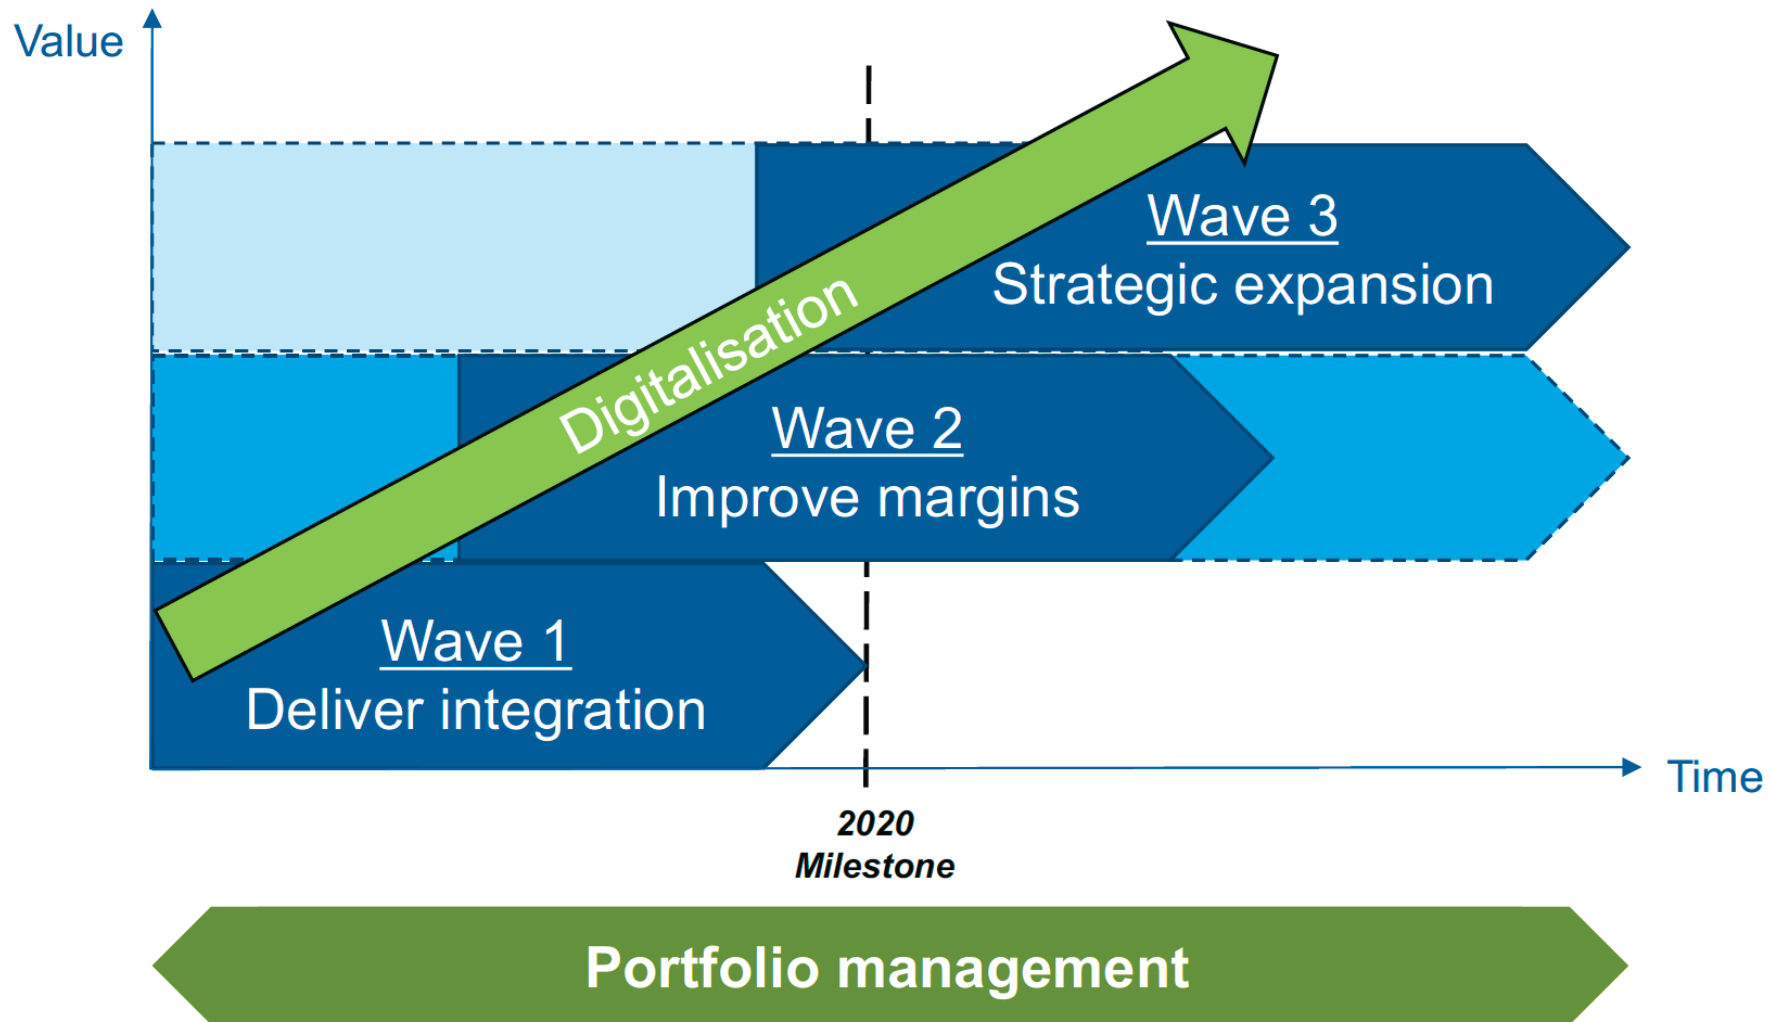 Value
Wave 3
Strategic expansion
Digitalisation
Wave 2
Improve margins
Wave 1
Deliver integration
Time
2020
Milestone
Portfolio management